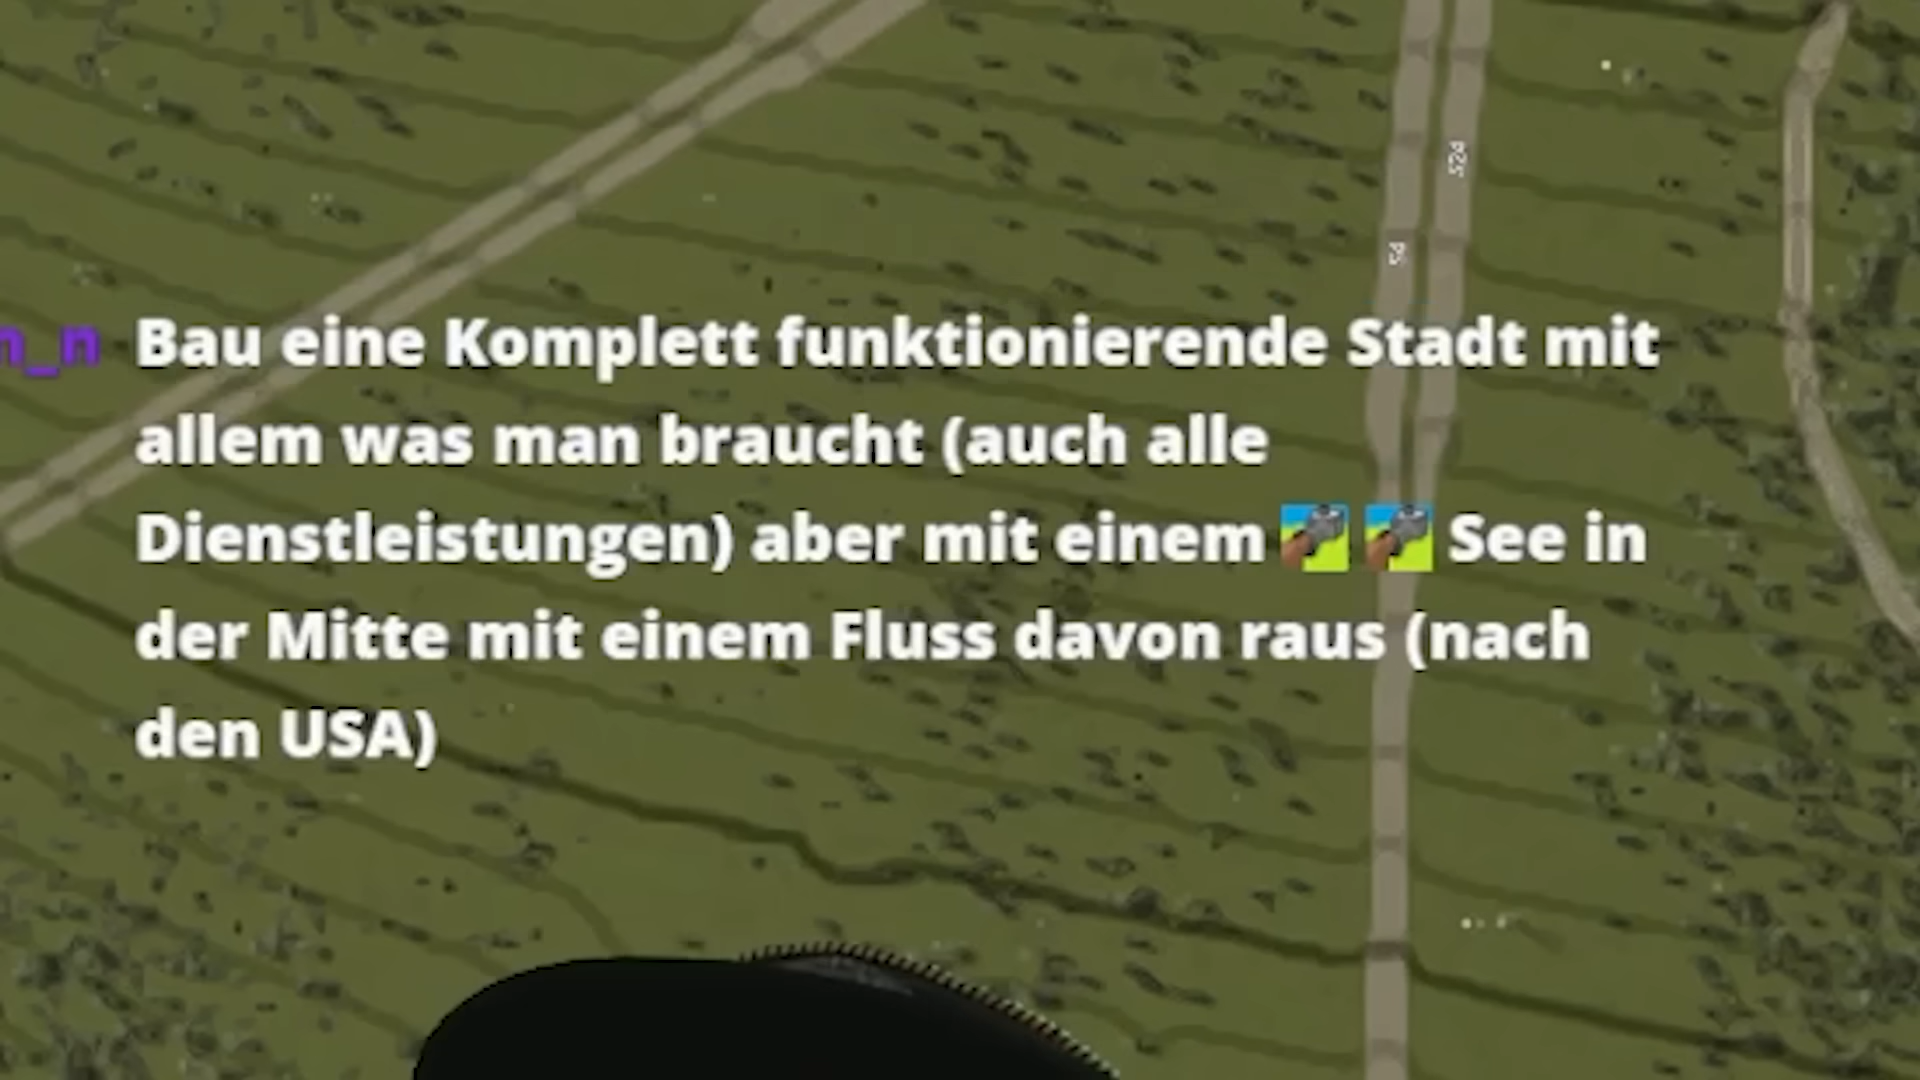 n_n Bau eine Komplett funktionierende Stadt mit
allem was man braucht (auch alle
Dienstleistungen) aber mit einem See in
der Mitte mit einem Fluss davon raus (nach
den USA)